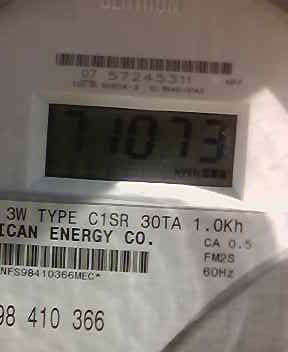 SENTRON
07 57245311
71073
3W TYPE C1SR 30TA 1.0Kh
ICAN ENERGY CO.
CA 0.5
FM2S
60Hz
NFS98410366MEC*
98 410 366